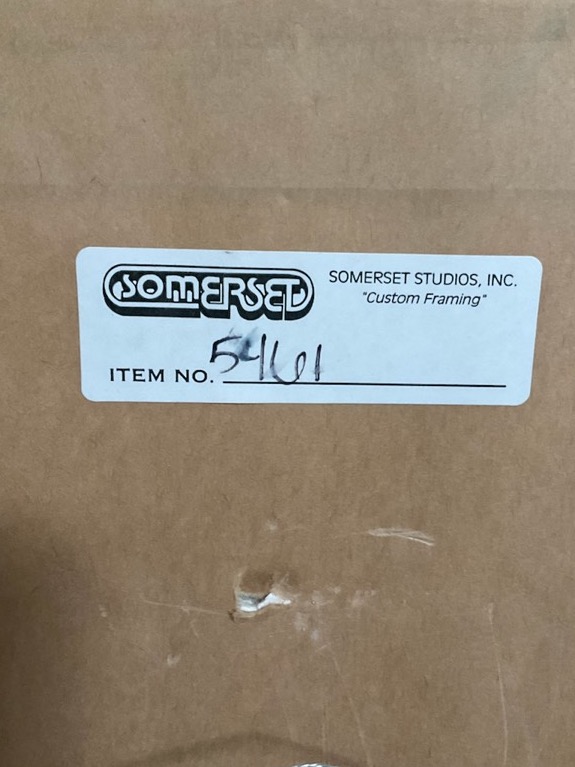 SOMERSET
SOMERSET STUDIOS, INC.
"Custom Framing"
ITEM NO. 5461